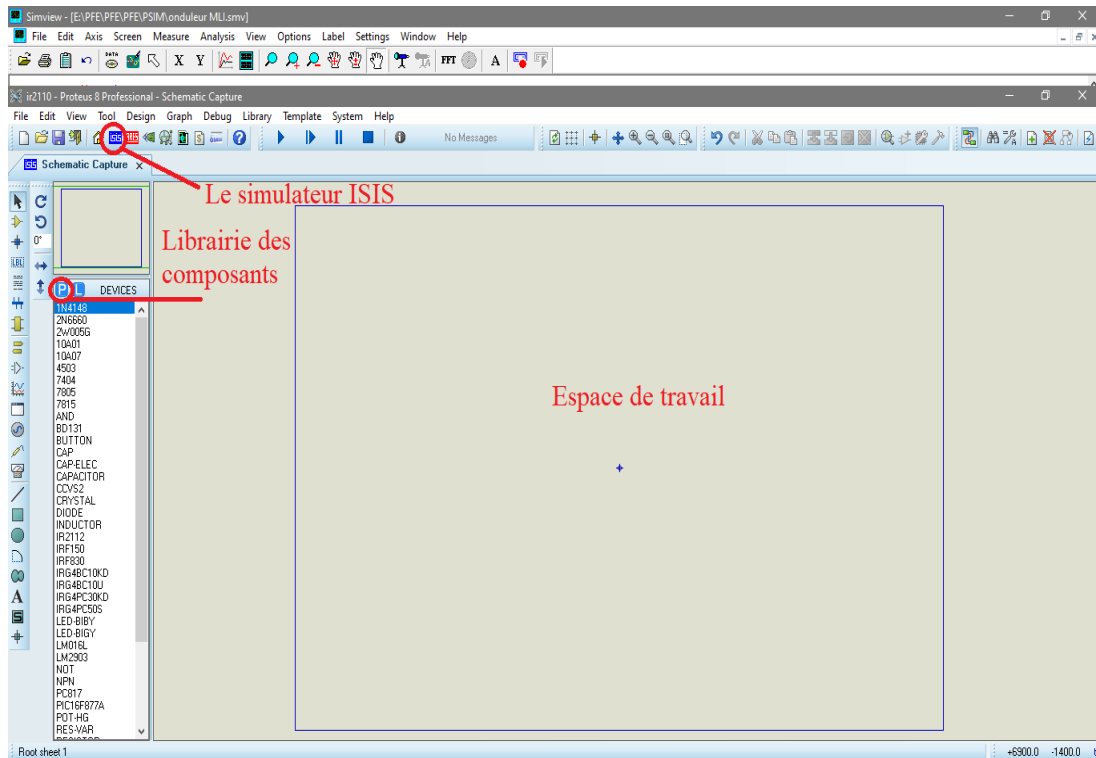 Simview - [E:\PFE\PFE\PFE\PSIM\onduleur MLI.smv]
File Edit Axis Screen Measure Analysis View Options Label Settings Window Help
X Y FFT A
ir2110 - Proteus 8 Professional - Schematic Capture
File Edit View Tool Design Graph Debug Library Template System Help
No Messages
Schematic Capture x
Le simulateur ISIS
0°
Librairie des
composants
LBL
P L DEVICES
1N4148
2N6660
2W005G
10A01
10A07
4503
7404
7805
7815
AND
BD131
BUTTON
CAP
CAP-ELEC
CAPACITOR
CCVS2
CRYSTAL
DIODE
INDUCTOR
IR2112
IRF150
IRF830
IRG4BC10KD
IRG4BC10U
IRG4PC30KD
IRG4PC50S
LED-BIBY
LED-BIGY
LM016L
LM2903
NOT
NPN
PC817
PIC16F877A
POT-HG
RES-VAR
Espace de travail
A
S
Root sheet 1
+6900.0 -1400.0